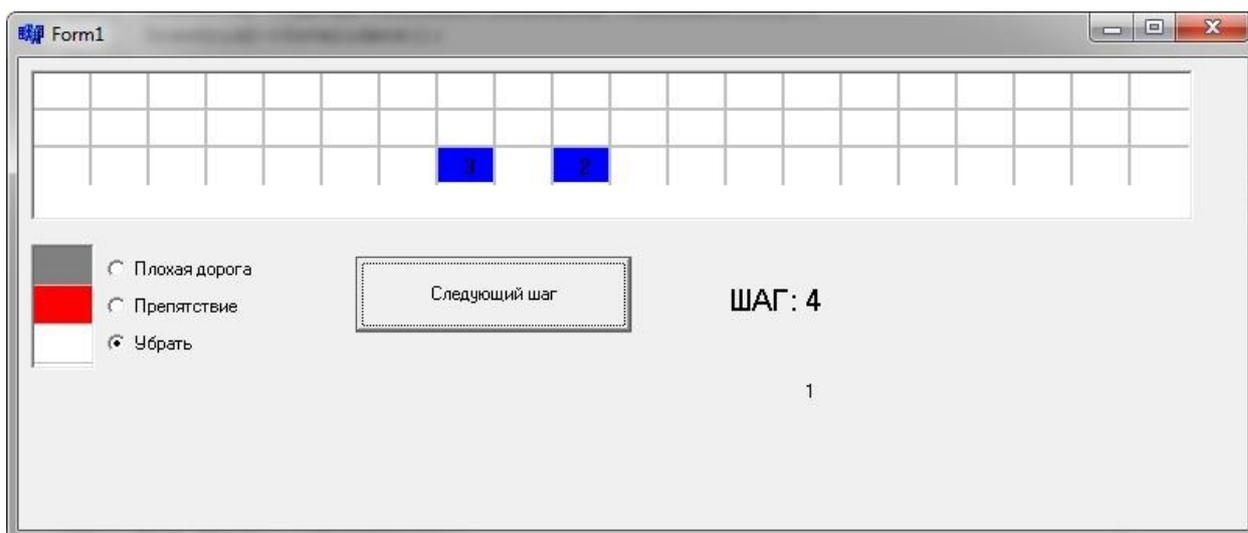 Form1
3 2
Плохая дорога
Препятствие
Убрать
Следующий шаг
ШАГ: 4
1